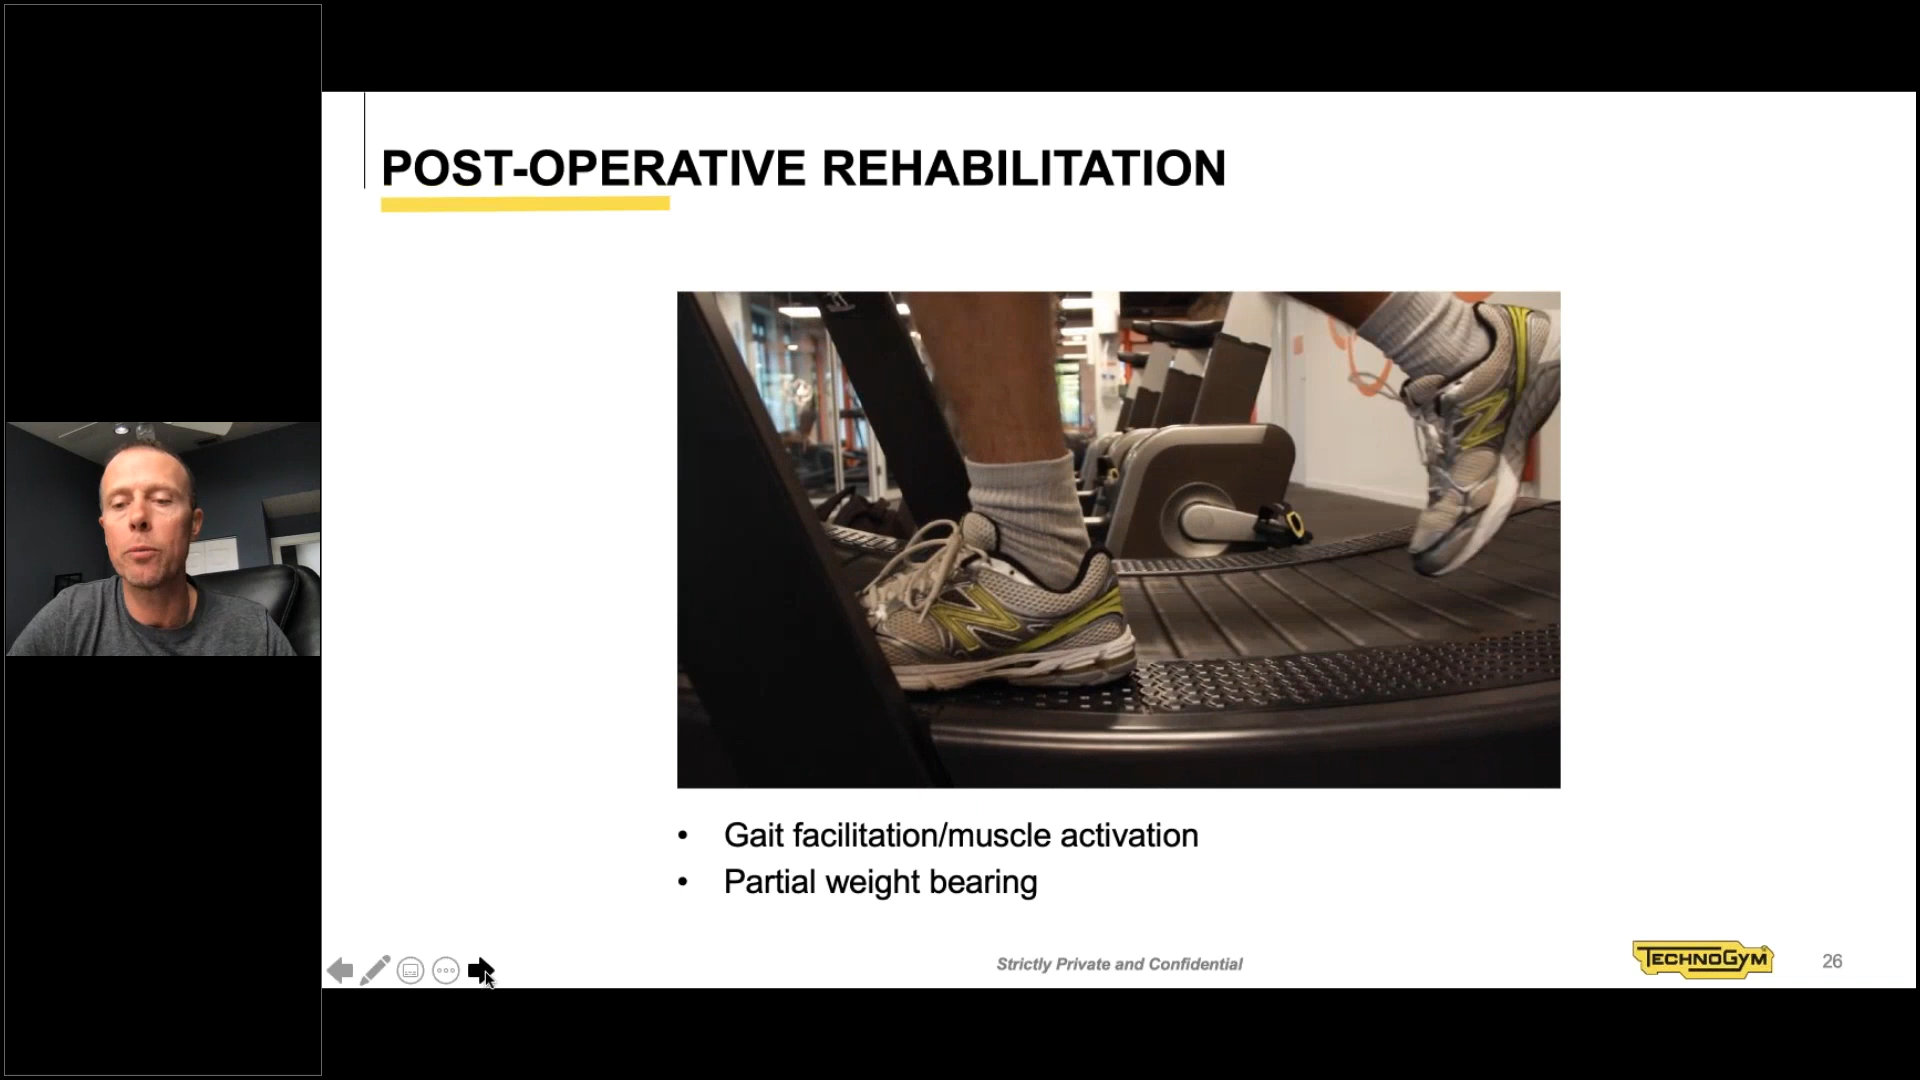 POST-OPERATIVE REHABILITATION
• Gait facilitation/muscle activation
• Partial weight bearing
Strictly Private and Confidential
TECHNOGYM
26